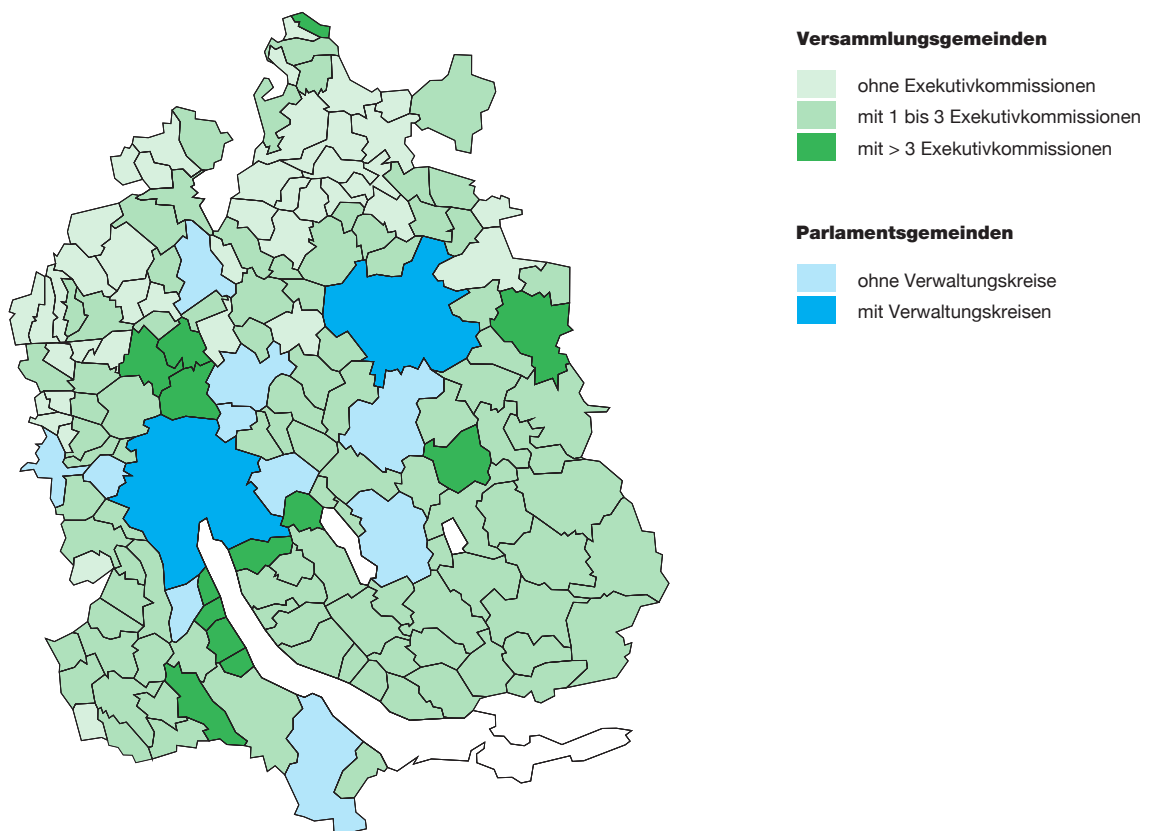 Versammlungsgemeinden
ohne Exekutivkommissionen
mit 1 bis 3 Exekutivkommissionen
mit > 3 Exekutivkommissionen
Parlamentsgemeinden
ohne Verwaltungskreise
mit Verwaltungskreisen